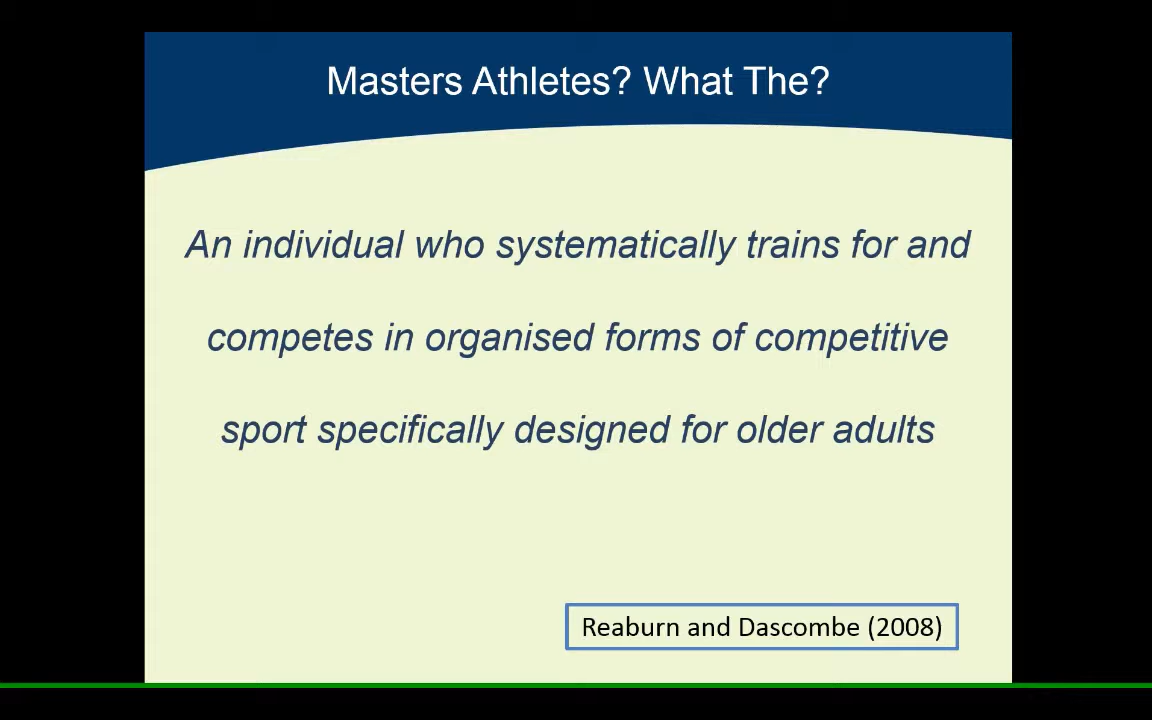 Masters Athletes? What The?
An individual who systematically trains for and
competes in organised forms of competitive
sport specifically designed for older adults
Reaburn and Dascombe (2008)